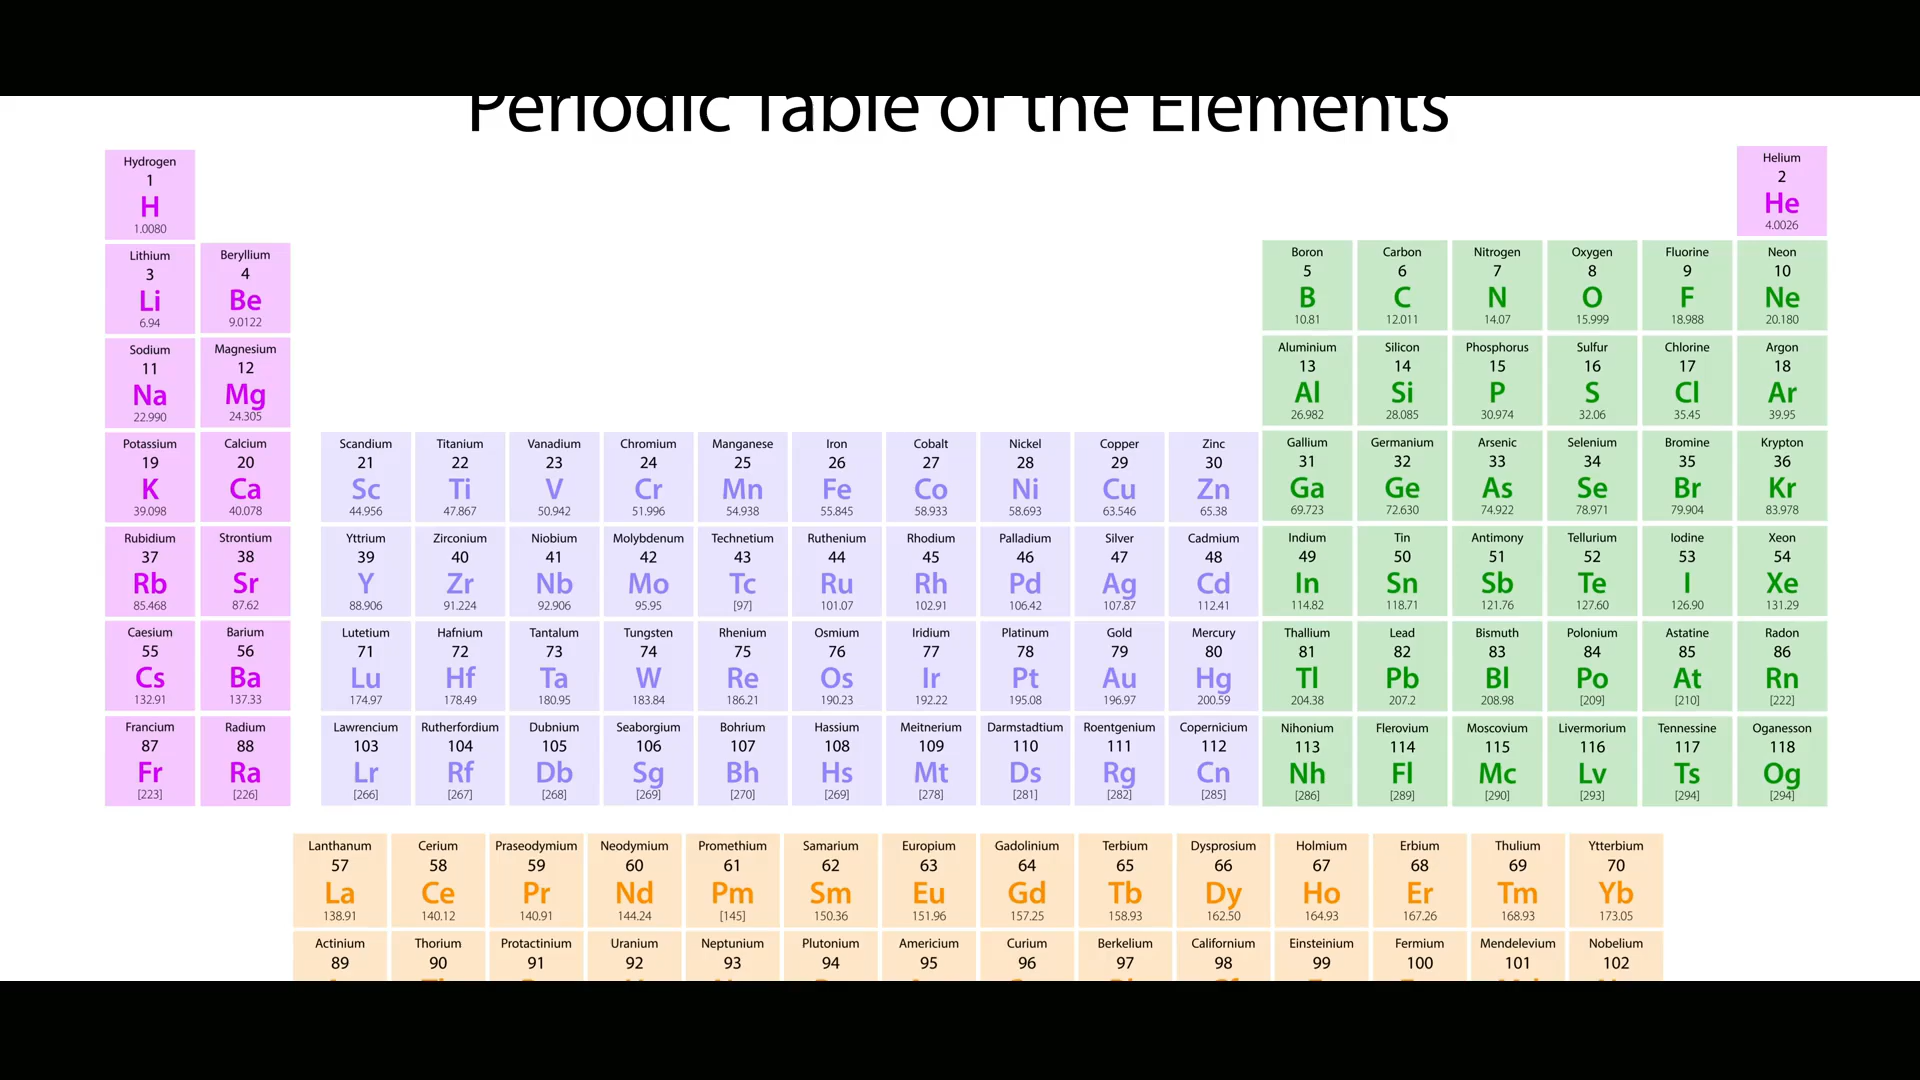 Periodic Table of the Elements
Hydrogen Helium
1 2
H He
1.0080 4.0026
Lithium Beryllium Boron Carbon Nitrogen Oxygen Fluorine Neon
3 4 5 6 7 8 9 10
Li Be B C N O F Ne
6.94 9.0122 10.81 12.011 14.07 15.999 18.988 20.180
Sodium Magnesium Aluminium Silicon Phosphorus Sulfur Chlorine Argon
11 12 13 14 15 16 17 18
Na Mg Al Si P S Cl Ar
22.990 24.305 26.982 28.085 30.974 32.06 35.45 39.95
Potassium Calcium Scandium Titanium Vanadium Chromium Manganese Iron Cobalt Nickel Copper Zinc Gallium Germanium Arsenic Selenium Bromine Krypton
19 20 21 22 23 24 25 26 27 28 29 30 31 32 33 34 35 36
K Ca Sc Ti V Cr Mn Fe Co Ni Cu Zn Ga Ge As Se Br Kr
39.098 40.078 44.956 47.867 50.942 51.996 54.938 55.845 58.933 58.693 63.546 65.38 69.723 72.630 74.922 78.971 79.904 83.978
Rubidium Strontium Yttrium Zirconium Niobium Molybdenum Technetium Ruthenium Rhodium Palladium Silver Cadmium Indium Tin Antimony Tellurium Iodine Xeon
37 38 39 40 41 42 43 44 45 46 47 48 49 50 51 52 53 54
Rb Sr Y Zr Nb Mo Tc Ru Rh Pd Ag Cd In Sn Sb Te I Xe
85.468 87.62 88.906 91.224 92.906 95.95 [97] 101.07 102.91 106.42 107.87 112.41 114.82 118.71 121.76 127.60 126.90 131.29
Caesium Barium Lutetium Hafnium Tantalum Tungsten Rhenium Osmium Iridium Platinum Gold Mercury Thallium Lead Bismuth Polonium Astatine Radon
55 56 71 72 73 74 75 76 77 78 79 80 81 82 83 84 85 86
Cs Ba Lu Hf Ta W Re Os Ir Pt Au Hg Tl Pb Bl Po At Rn
132.91 137.33 174.97 178.49 180.95 183.84 186.21 190.23 192.22 195.08 196.97 200.59 204.38 207.2 208.98 [209] [210] [222]
Francium Radium Lawrencium Rutherfordium Dubnium Seaborgium Bohrium Hassium Meitnerium Darmstadtium Roentgenium Copernicium Nihonium Flerovium Moscovium Livermorium Tennessine Oganesson
87 88 103 104 105 106 107 108 109 110 111 112 113 114 115 116 117 118
Fr Ra Lr Rf Db Sg Bh Hs Mt Ds Rg Cn Nh Fl Mc Lv Ts Og
[223] [226] [266] [267] [268] [269] [270] [269] [278] [281] [282] [285] [286] [289] [290] [293] [294] [294]
Lanthanum Cerium Praseodymium Neodymium Promethium Samarium Europium Gadolinium Terbium Dysprosium Holmium Erbium Thulium Ytterbium
57 58 59 60 61 62 63 64 65 66 67 68 69 70
La Ce Pr Nd Pm Sm Eu Gd Tb Dy Ho Er Tm Yb
138.91 140.12 140.91 144.24 [145] 150.36 151.96 157.25 158.93 162.50 164.93 167.26 168.93 173.05
Actinium Thorium Protactinium Uranium Neptunium Plutonium Americium Curium Berkelium Californium Einsteinium Fermium Mendelevium Nobelium
89 90 91 92 93 94 95 96 97 98 99 100 101 102